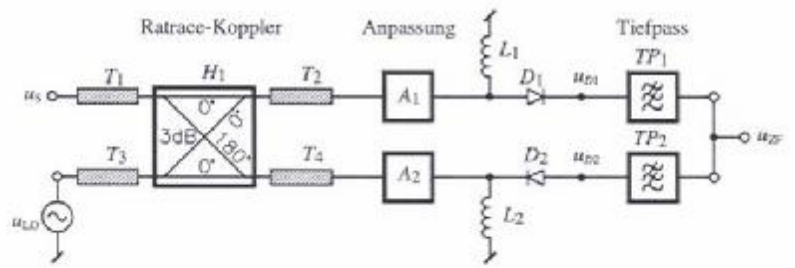 Ratrace-Koppler Anpassung Tiefpass
L₁
T₁ H₁ T₂ D₁ u_D1 TP₁
u_S 0° A₁
0°
3dB 180° u_ZF
T₃ 0° T₄ D₂ u_D2 TP₂
A₂
u_LO L₂